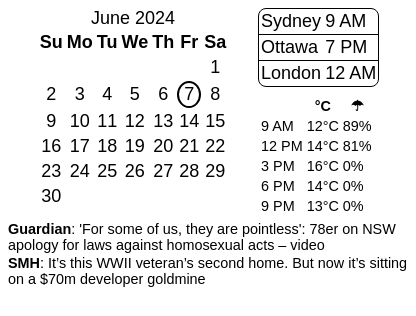 June 2024
Su Mo Tu We Th Fr Sa
1
2 3 4 5 6 7 8
9 10 11 12 13 14 15
16 17 18 19 20 21 22
23 24 25 26 27 28 29
30
Sydney 9 AM
Ottawa 7 PM
London 12 AM
°C ☂
9 AM 12°C 89%
12 PM 14°C 81%
3 PM 16°C 0%
6 PM 14°C 0%
9 PM 13°C 0%
Guardian: 'For some of us, they are pointless': 78er on NSW
apology for laws against homosexual acts – video
SMH: It’s this WWII veteran’s second home. But now it’s sitting
on a $70m developer goldmine